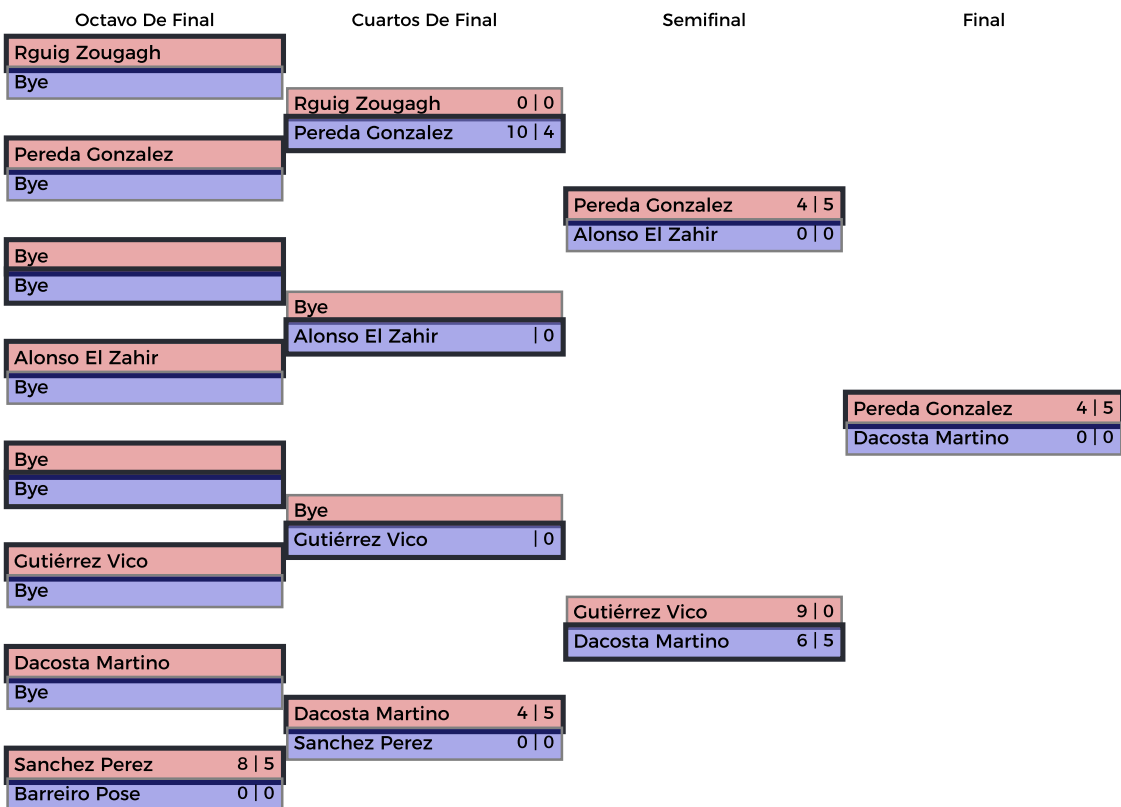 Octavo De Final
Cuartos De Final
Semifinal
Final
Rguig Zougagh
Bye
Pereda Gonzalez
Bye
Bye
Bye
Alonso El Zahir
Bye
Bye
Bye
Gutiérrez Vico
Bye
Dacosta Martino
Bye
Sanchez Perez 8 | 5
Barreiro Pose 0 | 0
Rguig Zougagh 0 | 0
Pereda Gonzalez 10 | 4
Bye
Alonso El Zahir | 0
Bye
Gutiérrez Vico | 0
Dacosta Martino 4 | 5
Sanchez Perez 0 | 0
Pereda Gonzalez 4 | 5
Alonso El Zahir 0 | 0
Gutiérrez Vico 9 | 0
Dacosta Martino 6 | 5
Pereda Gonzalez 4 | 5
Dacosta Martino 0 | 0